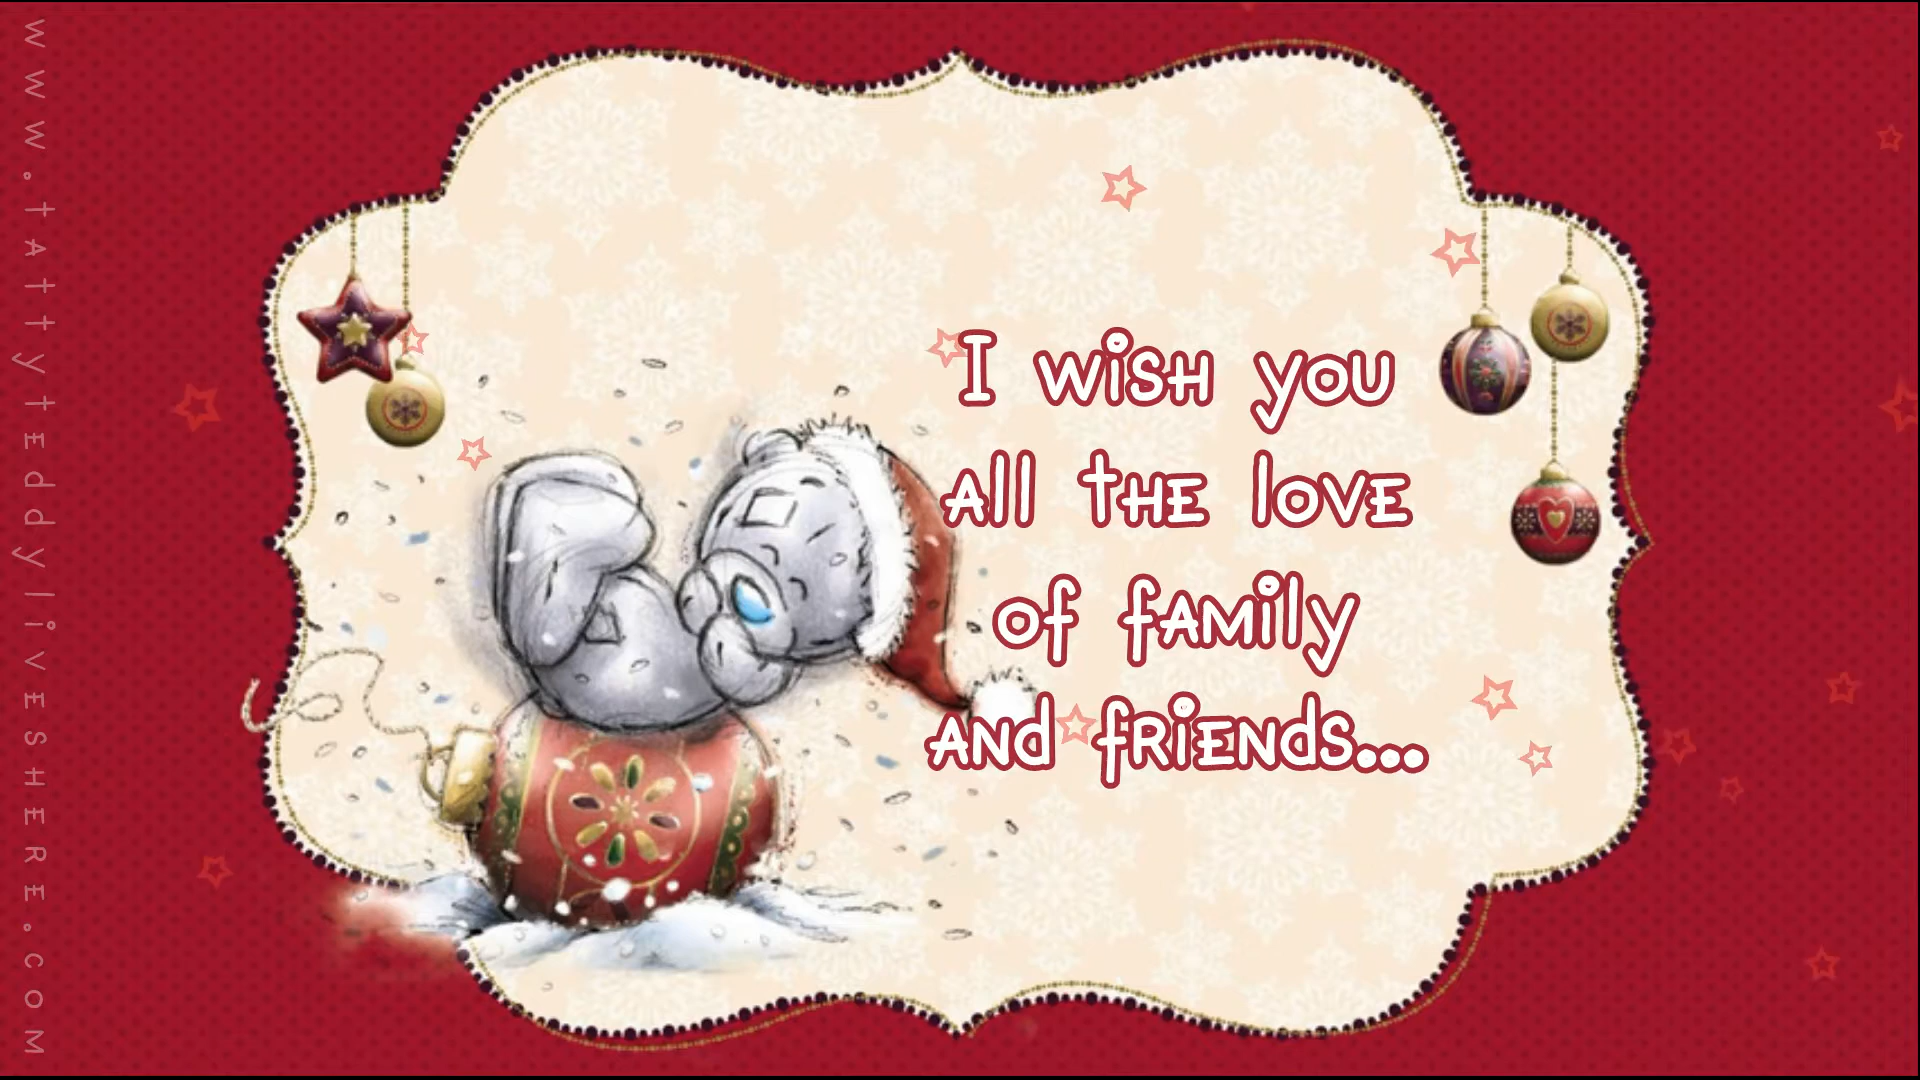 www.tattyteddyliveshere.com
I wish you
all the love
of family
and friends...